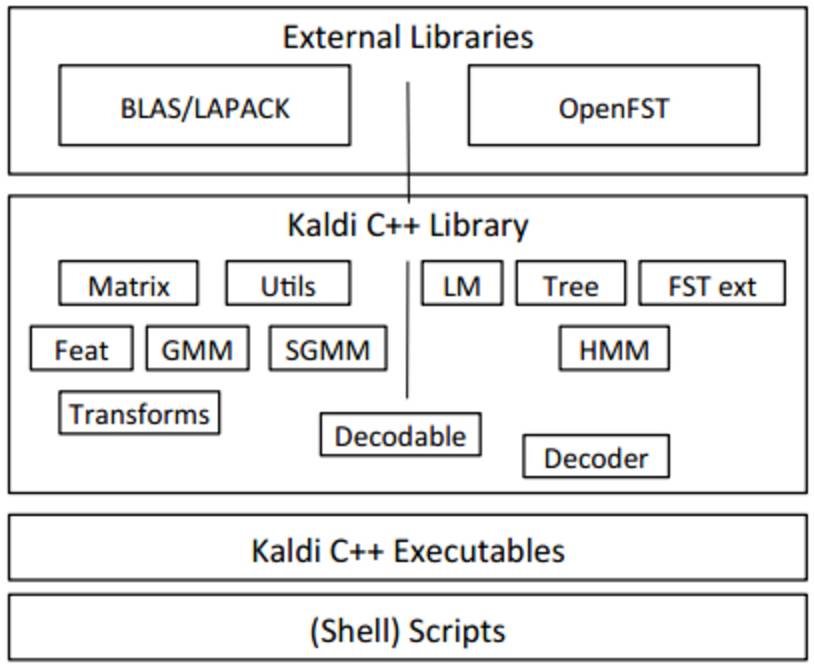 External Libraries
BLAS/LAPACK
OpenFST
Kaldi C++ Library
Matrix
Utils
LM
Tree
FST ext
Feat
GMM
SGMM
HMM
Transforms
Decodable
Decoder
Kaldi C++ Executables
(Shell) Scripts